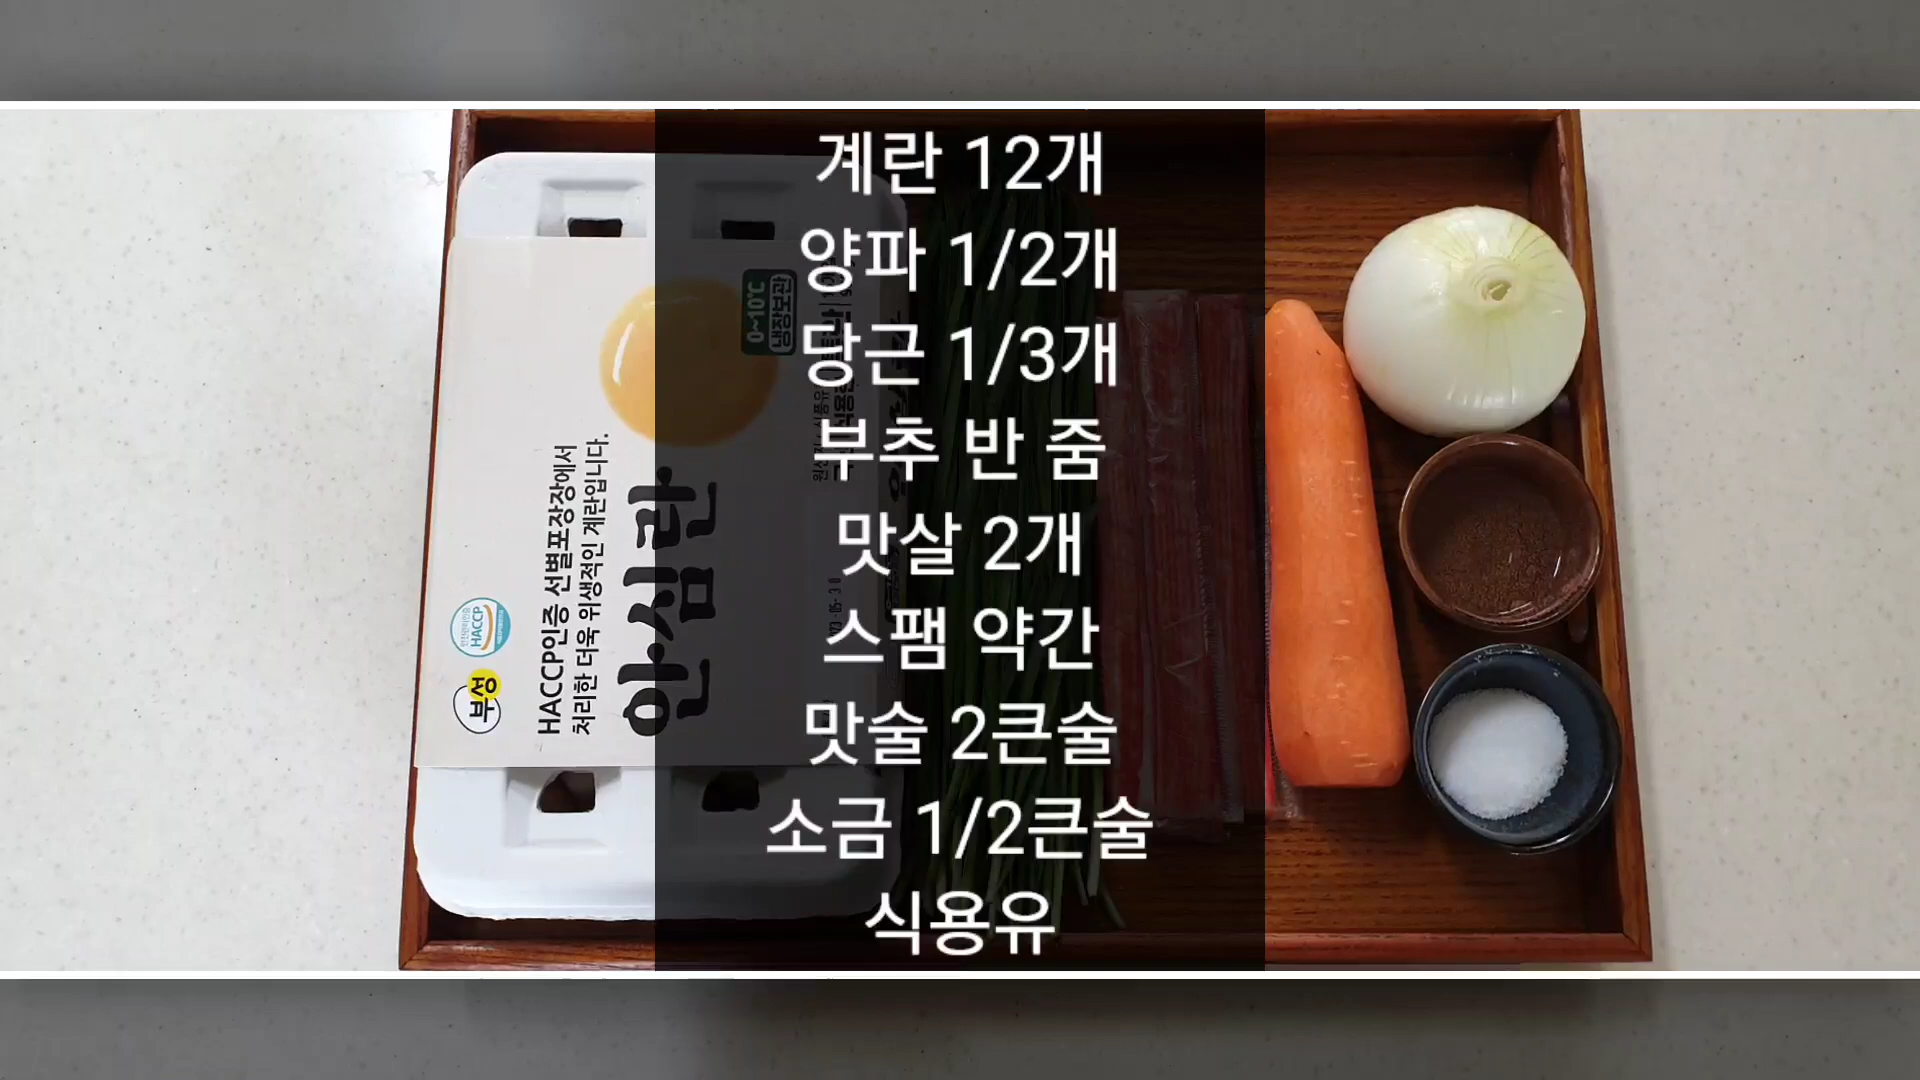 계란 12개
양파 1/2개
당근 1/3개
부추 반 줌
맛살 2개
스팸 약간
맛술 2큰술
소금 1/2큰술
식용유
HACCP인증 선별포장장에서
처리한 더욱 위생적인 계란입니다.
안심란
부성
HACCP
0~10℃
냉장보관